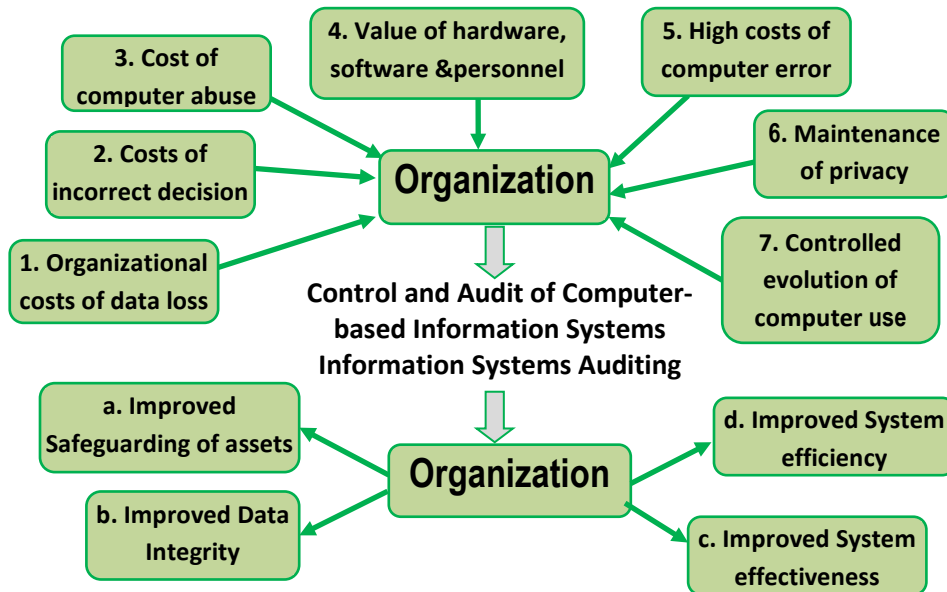 3. Cost of
computer abuse
4. Value of hardware,
software &personnel
5. High costs of
computer error
2. Costs of
incorrect decision
Organization
6. Maintenance
of privacy
1. Organizational
costs of data loss
7. Controlled
evolution of
computer use
Control and Audit of Computer-
based Information Systems
Information Systems Auditing
a. Improved
Safeguarding of assets
Organization
d. Improved System
efficiency
b. Improved Data
Integrity
c. Improved System
effectiveness